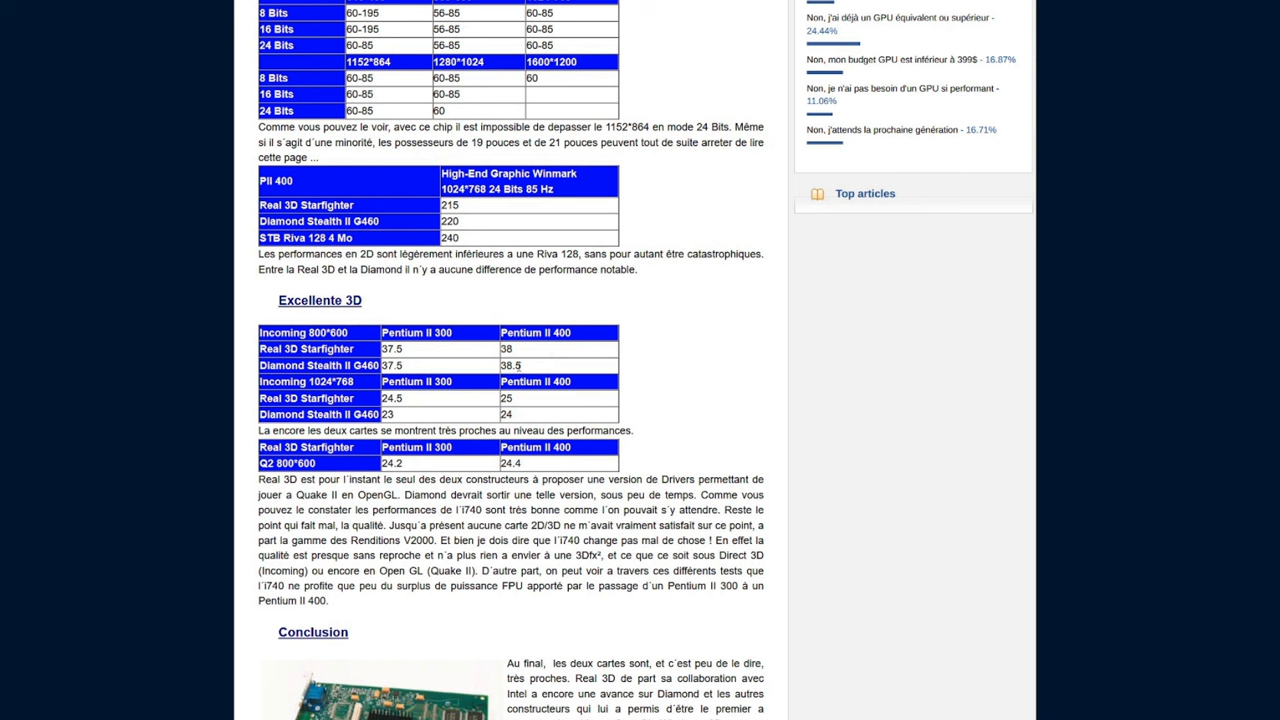 8 Bits 60-195 56-85 60-85
16 Bits 60-195 56-85 60-85
24 Bits 60-85 56-85 60-85
1152*864 1280*1024 1600*1200
8 Bits 60-85 60-85 60
16 Bits 60-85 60-85
24 Bits 60-85 60
Comme vous pouvez le voir, avec ce chip il est impossible de depasser le 1152*864 en mode 24 Bits. Même
si il s´agit d´une minorité, les possesseurs de 19 pouces et de 21 pouces peuvent tout de suite arreter de lire
cette page ...
PII 400
High-End Graphic Winmark
1024*768 24 Bits 85 Hz
Real 3D Starfighter 215
Diamond Stealth II G460 220
STB Riva 128 4 Mo 240
Les performances en 2D sont légèrement inférieures a une Riva 128, sans pour autant être catastrophiques.
Entre la Real 3D et la Diamond il n´y a aucune difference de performance notable.
Excellente 3D
Incoming 800*600 Pentium II 300 Pentium II 400
Real 3D Starfighter 37.5 38
Diamond Stealth II G460 37.5 38.5
Incoming 1024*768 Pentium II 300 Pentium II 400
Real 3D Starfighter 24.5 25
Diamond Stealth II G460 23 24
La encore les deux cartes se montrent très proches au niveau des performances.
Real 3D Starfighter Pentium II 300 Pentium II 400
Q2 800*600 24.2 24.4
Real 3D est pour l´instant le seul des deux constructeurs à proposer une version de Drivers permettant de
jouer a Quake II en OpenGL. Diamond devrait sortir une telle version, sous peu de temps. Comme vous
pouvez le constater les performances de l´i740 sont très bonne comme l´on pouvait s´y attendre. Reste le
point qui fait mal, la qualité. Jusqu´a présent aucune carte 2D/3D ne m´avait vraiment satisfait sur ce point, a
part la gamme des Renditions V2000. Et bien je dois dire que l´i740 change pas mal de chose ! En effet la
qualité est presque sans reproche et n´a plus rien a envier à une 3Dfx², et ce que ce soit sous Direct 3D
(Incoming) ou encore en Open GL (Quake II). D´autre part, on peut voir a travers ces différents tests que
l´i740 ne profite que peu du surplus de puissance FPU apporté par le passage d´un Pentium II 300 à un
Pentium II 400.
Conclusion
Au final, les deux cartes sont, et c´est peu de le dire,
très proches. Real 3D de part sa collaboration avec
Intel a encore une avance sur Diamond et les autres
constructeurs qui lui a permis d´être le premier a
Non, j'ai déjà un GPU équivalent ou supérieur -
24.44%
Non, mon budget GPU est inférieur à 399$ - 16.87%
Non, je n'ai pas besoin d'un GPU si performant -
11.06%
Non, j'attends la prochaine génération - 16.71%
Top articles